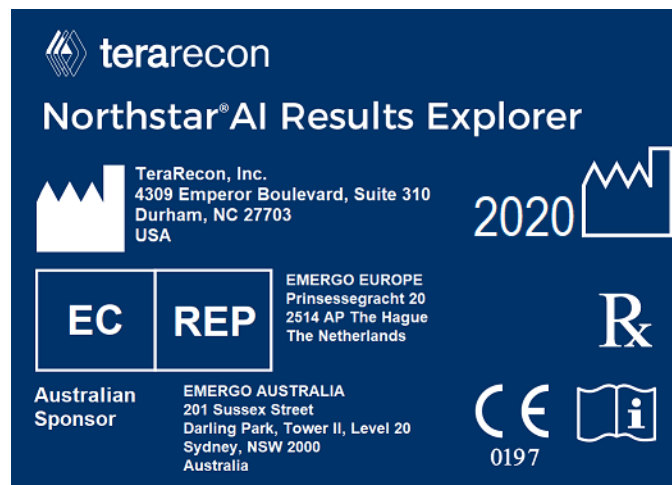 terarecon
Northstar®AI Results Explorer
TeraRecon, Inc.
4309 Emperor Boulevard, Suite 310
Durham, NC 27703
USA
2020
EC REP
EMERGO EUROPE
Prinsessegracht 20
2514 AP The Hague
The Netherlands
Rx
Australian
Sponsor
EMERGO AUSTRALIA
201 Sussex Street
Darling Park, Tower II, Level 20
Sydney, NSW 2000
Australia
CE
0197
i